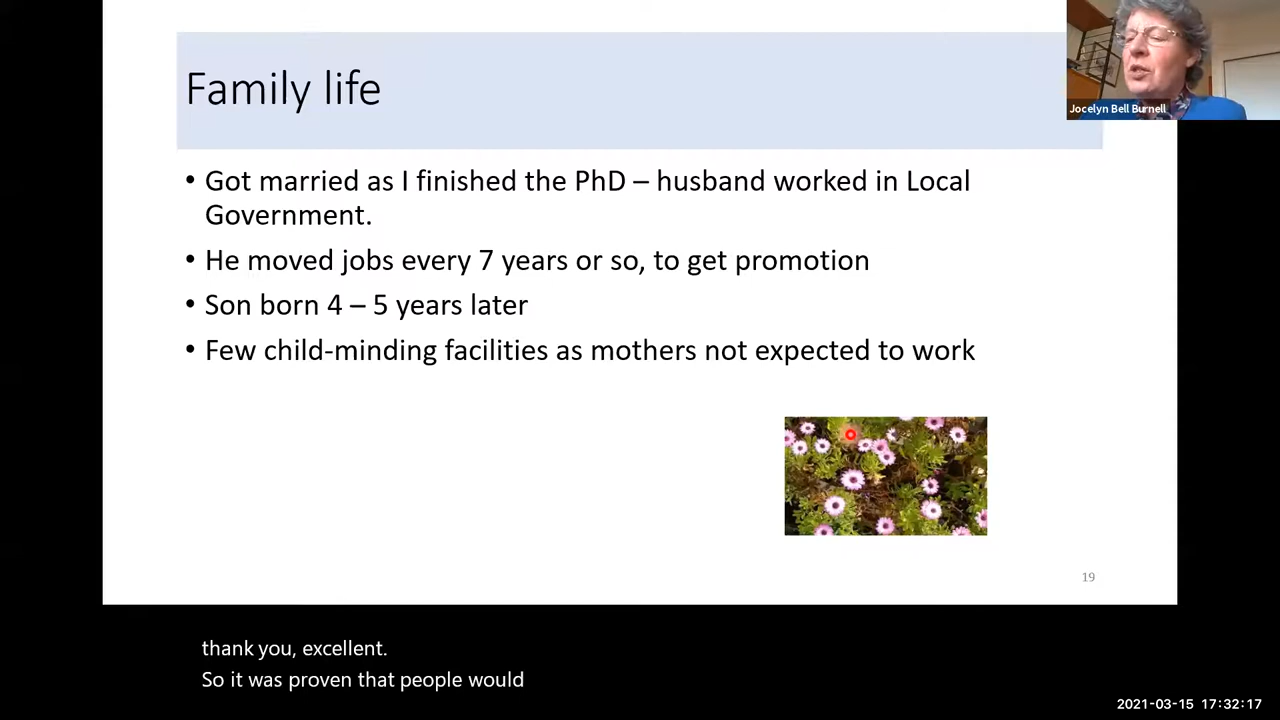 Family life
Jocelyn Bell Burnell
• Got married as I finished the PhD – husband worked in Local
Government.
• He moved jobs every 7 years or so, to get promotion
• Son born 4 – 5 years later
• Few child-minding facilities as mothers not expected to work
19
thank you, excellent.
So it was proven that people would
2021-03-15 17:32:17